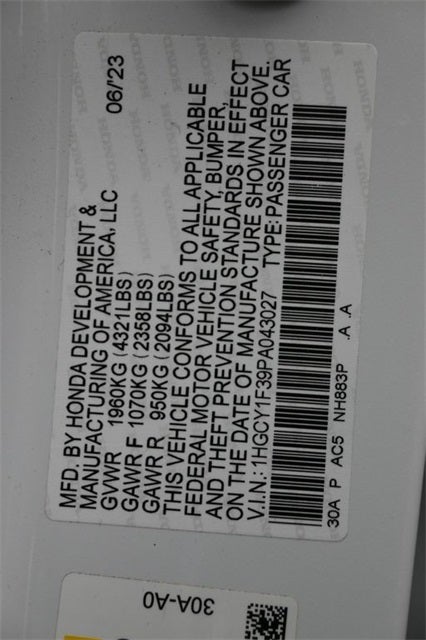 MFD. BY HONDA DEVELOPMENT &
MANUFACTURING OF AMERICA, LLC 06/'23
GVWR 1960KG (4321LBS)
GAWR F 1070KG (2358LBS)
GAWR R 950KG (2094LBS)
THIS VEHICLE CONFORMS TO ALL APPLICABLE
FEDERAL MOTOR VEHICLE SAFETY, BUMPER,
AND THEFT PREVENTION STANDARDS IN EFFECT
ON THE DATE OF MANUFACTURE SHOWN ABOVE.
V.I.N.: 1HGCY1F39PA043027 TYPE: PASSENGER CAR
30A P AC5 NH883P .A .A
30A-A0